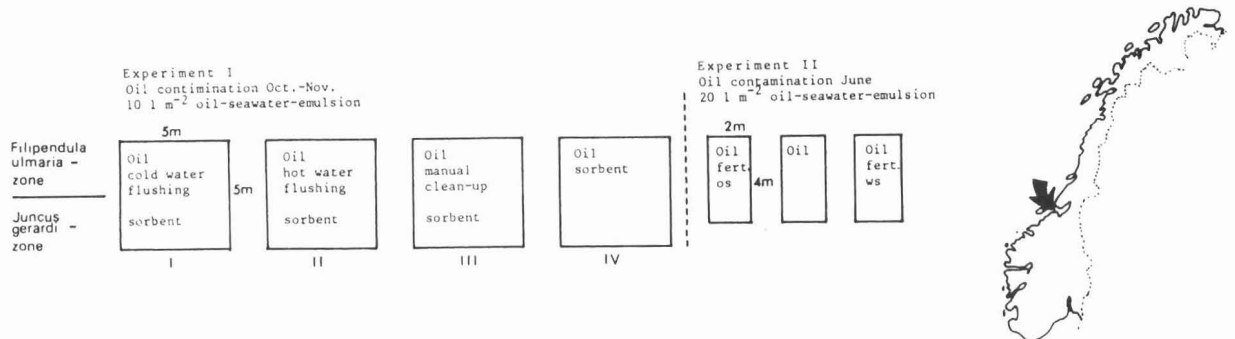 Experiment I
Oil contimination Oct.-Nov.
10 l m⁻² oil-seawater-emulsion
Experiment II
Oil contamination June
20 l m⁻² oil-seawater-emulsion
Filipendula
ulmaria -
zone
Juncus
gerardi -
zone
5m
Oil
cold water
flushing
sorbent
5m
I
Oil
hot water
flushing
sorbent
II
Oil
manual
clean-up
sorbent
III
Oil
sorbent
IV
2m
Oil
fert.
os
4m
Oil
Oil
fert.
ws